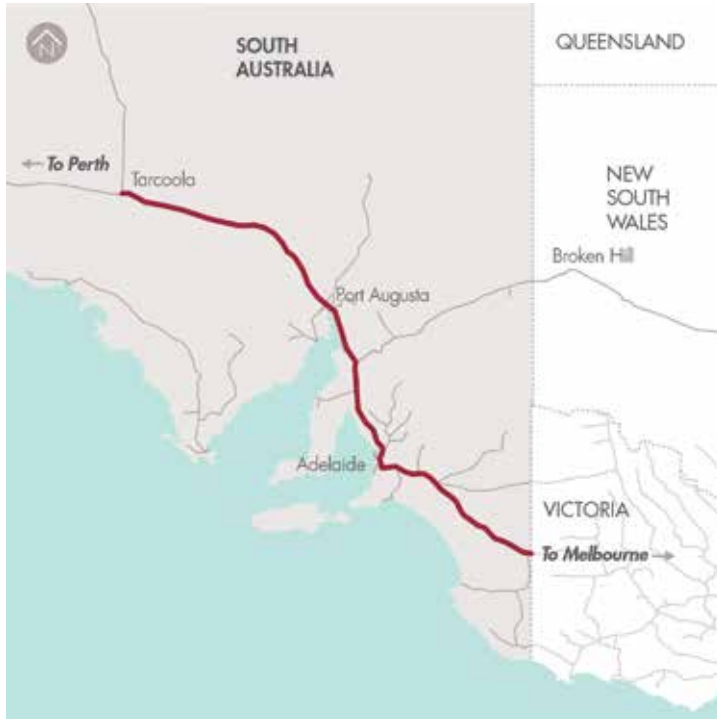 N
SOUTH
AUSTRALIA
QUEENSLAND
To Perth
Tarcoola
NEW
SOUTH
WALES
Broken Hill
Port Augusta
Adelaide
VICTORIA
To Melbourne